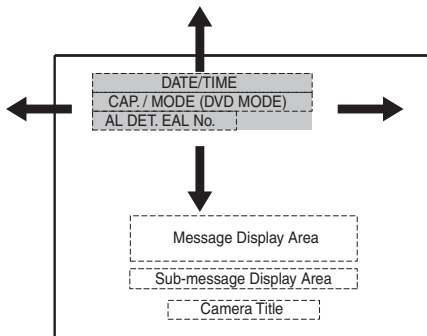 DATE/TIME
CAP. / MODE (DVD MODE)
AL DET. EAL No.
Message Display Area
Sub-message Display Area
Camera Title